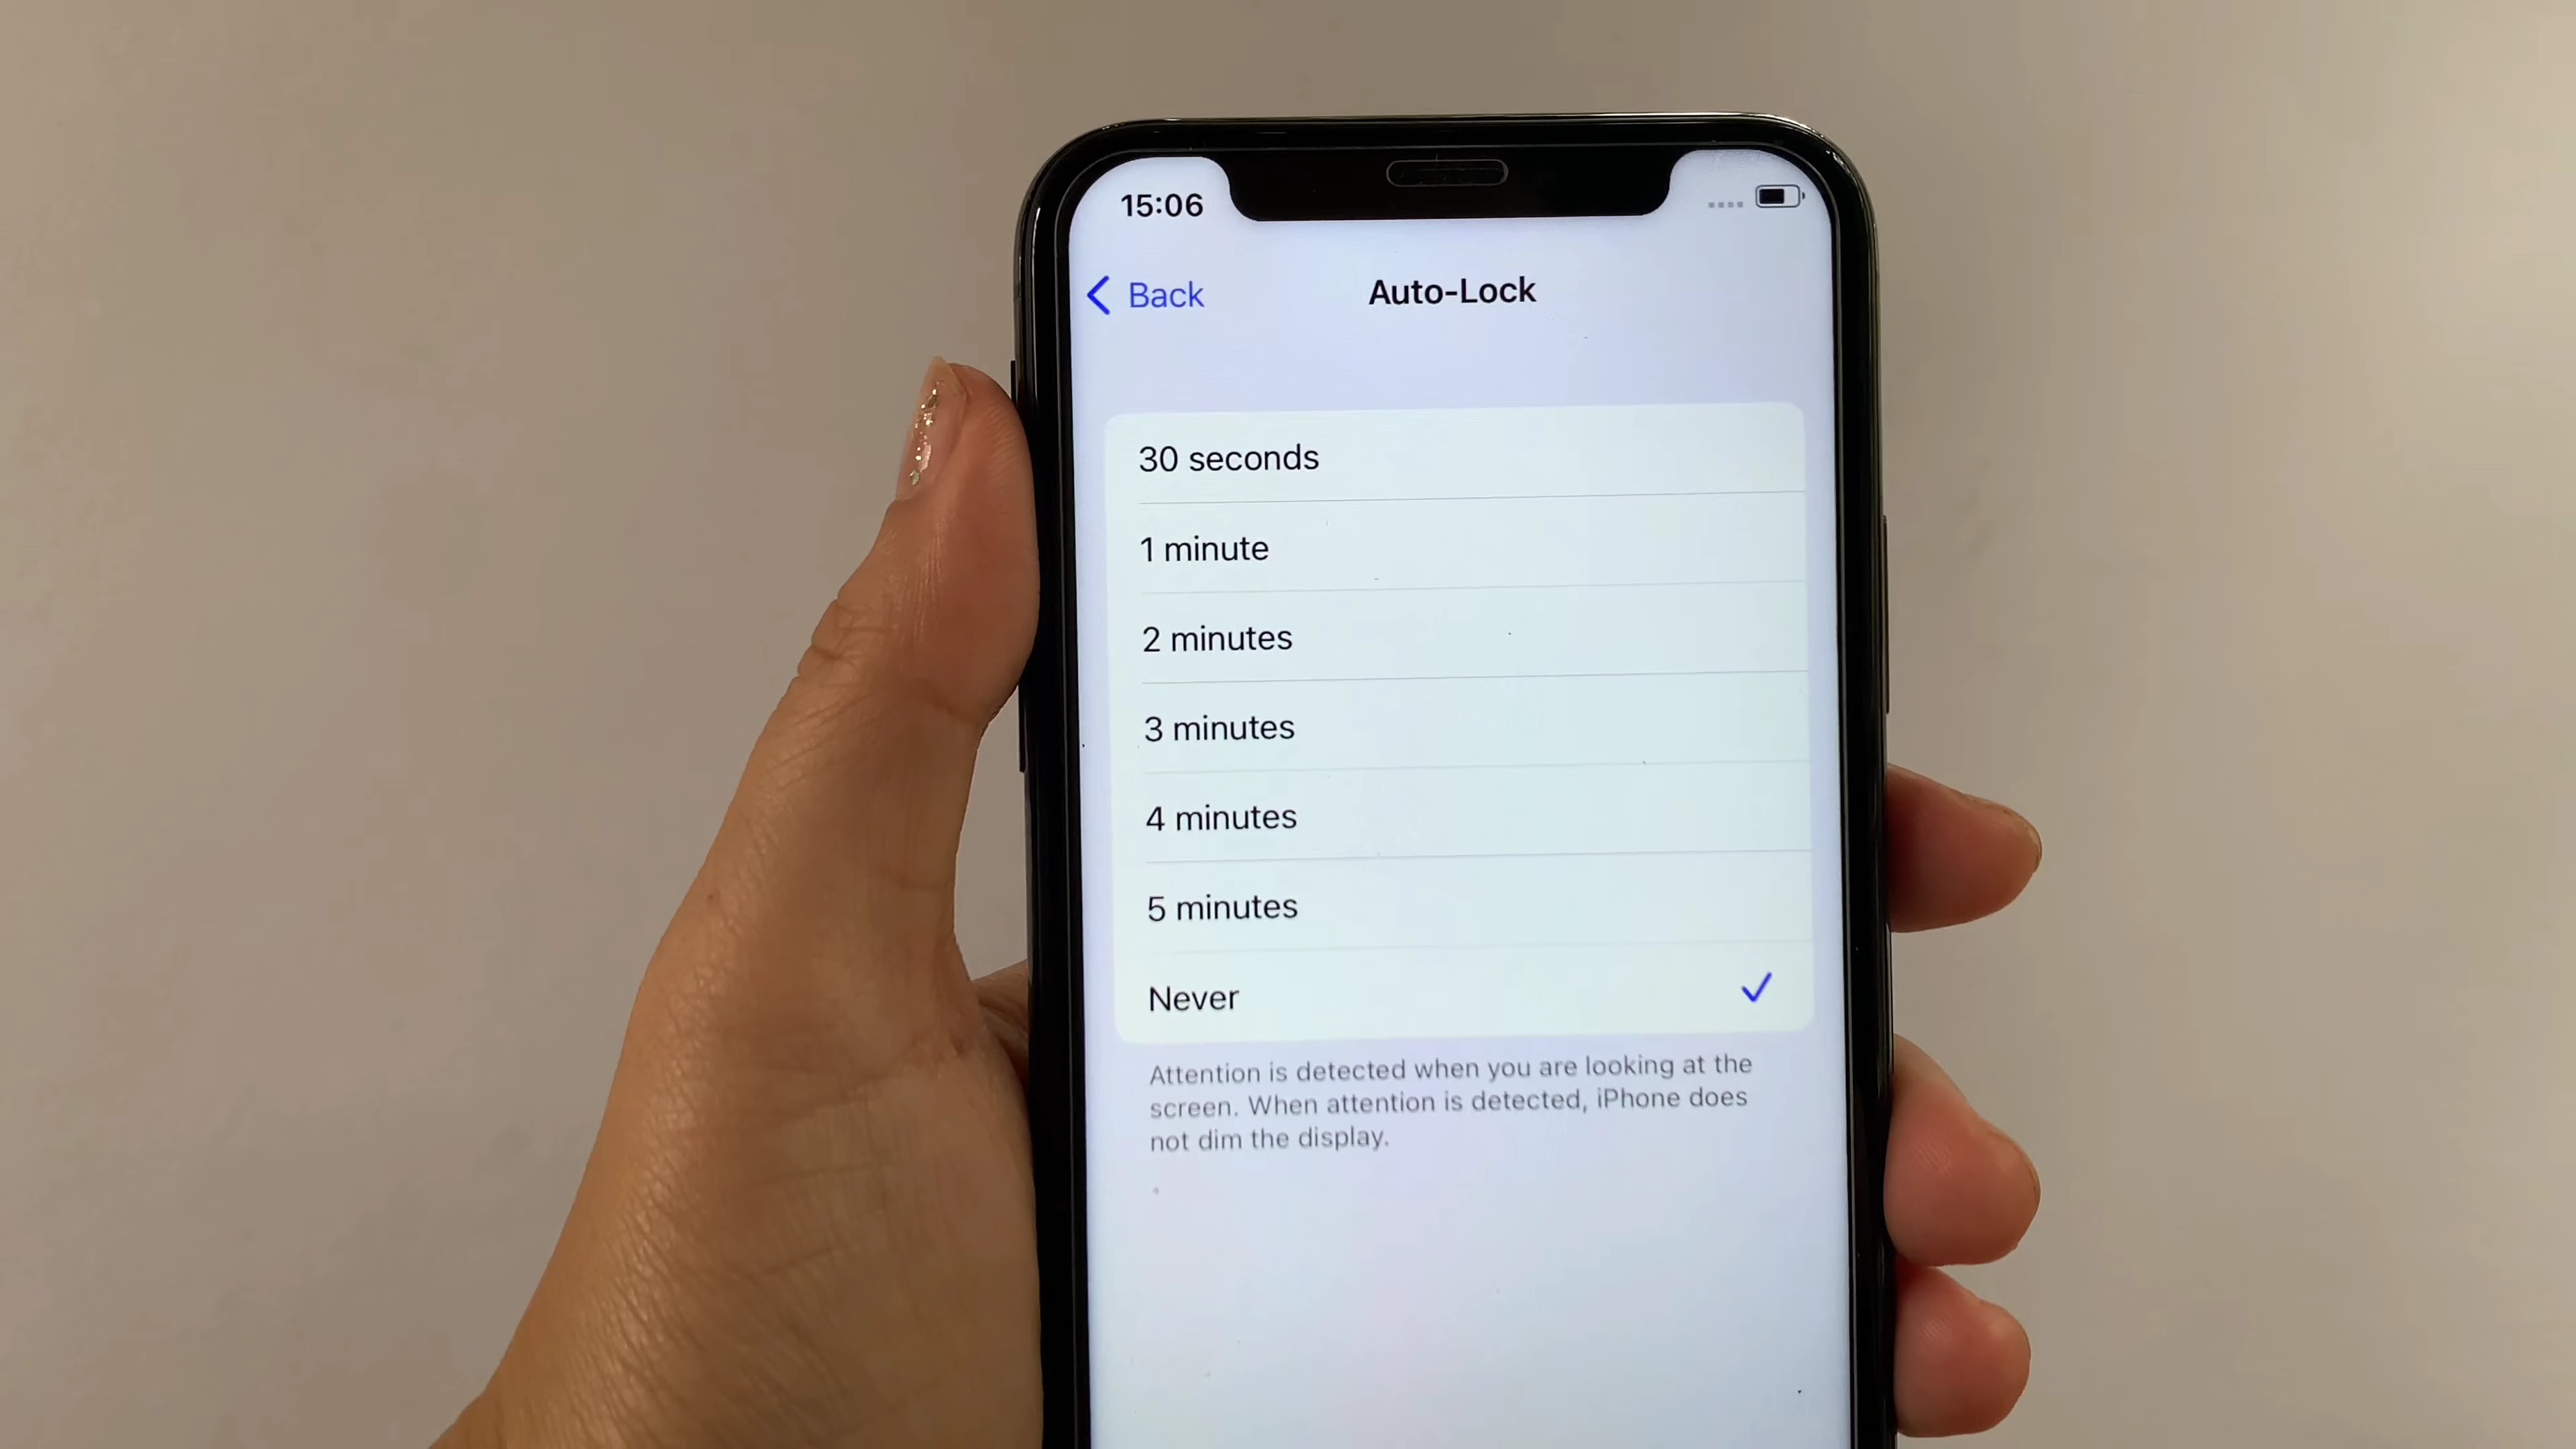 15:06
Back
Auto-Lock
30 seconds
1 minute
2 minutes
3 minutes
4 minutes
5 minutes
Never
Attention is detected when you are looking at the
screen. When attention is detected, iPhone does
not dim the display.